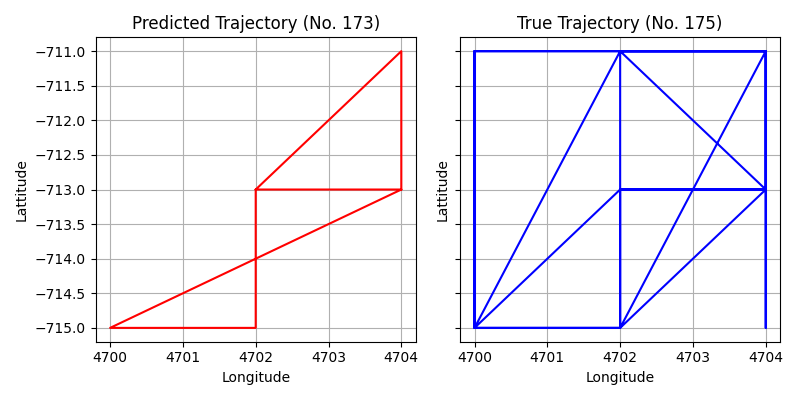 Predicted Trajectory (No. 173)
True Trajectory (No. 175)
−711.0
−711.5
−712.0
−712.5
−713.0
−713.5
−714.0
−714.5
−715.0
Lattitude
Lattitude
4700 4701 4702 4703 4704
4700 4701 4702 4703 4704
Longitude
Longitude